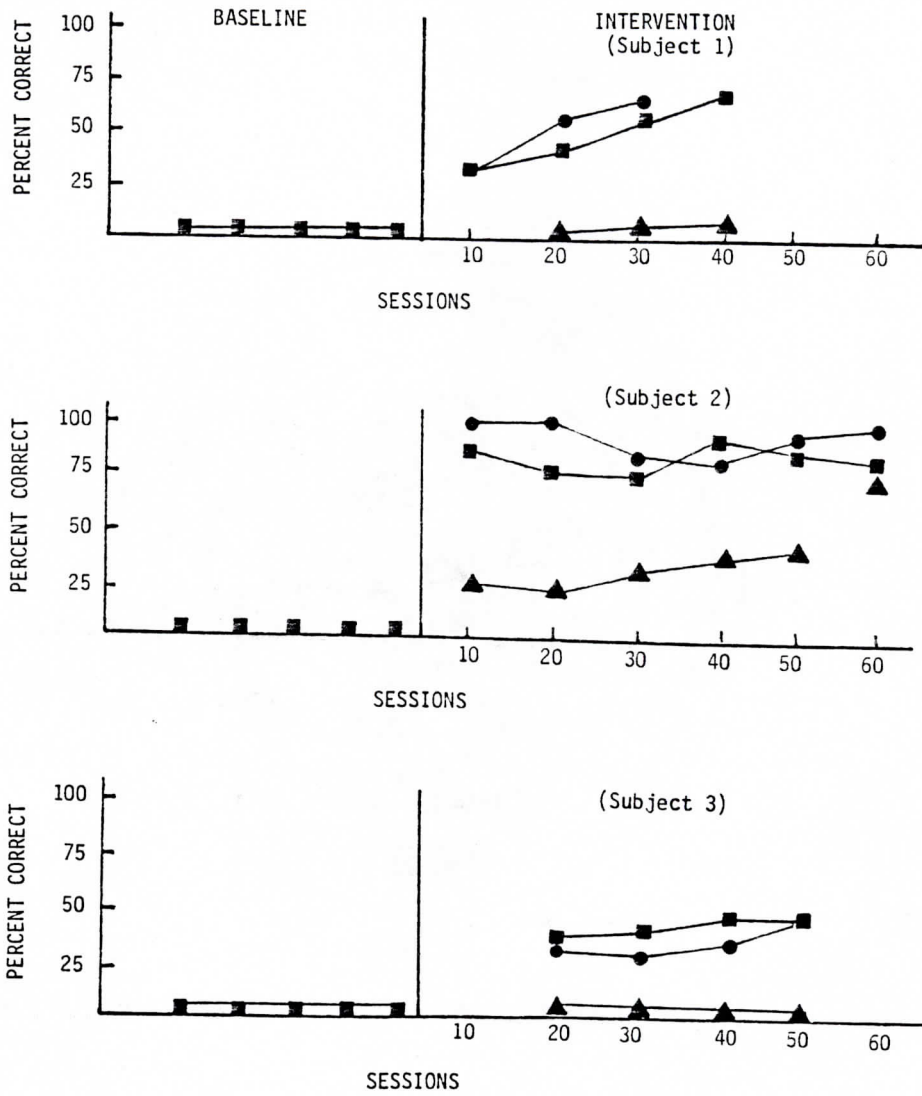 BASELINE
INTERVENTION
(Subject 1)
PERCENT CORRECT
100
75
50
25
10 20 30 40 50 60
SESSIONS
(Subject 2)
PERCENT CORRECT
100
75
50
25
10 20 30 40 50 60
SESSIONS
(Subject 3)
PERCENT CORRECT
100
75
50
25
10 20 30 40 50 60
SESSIONS